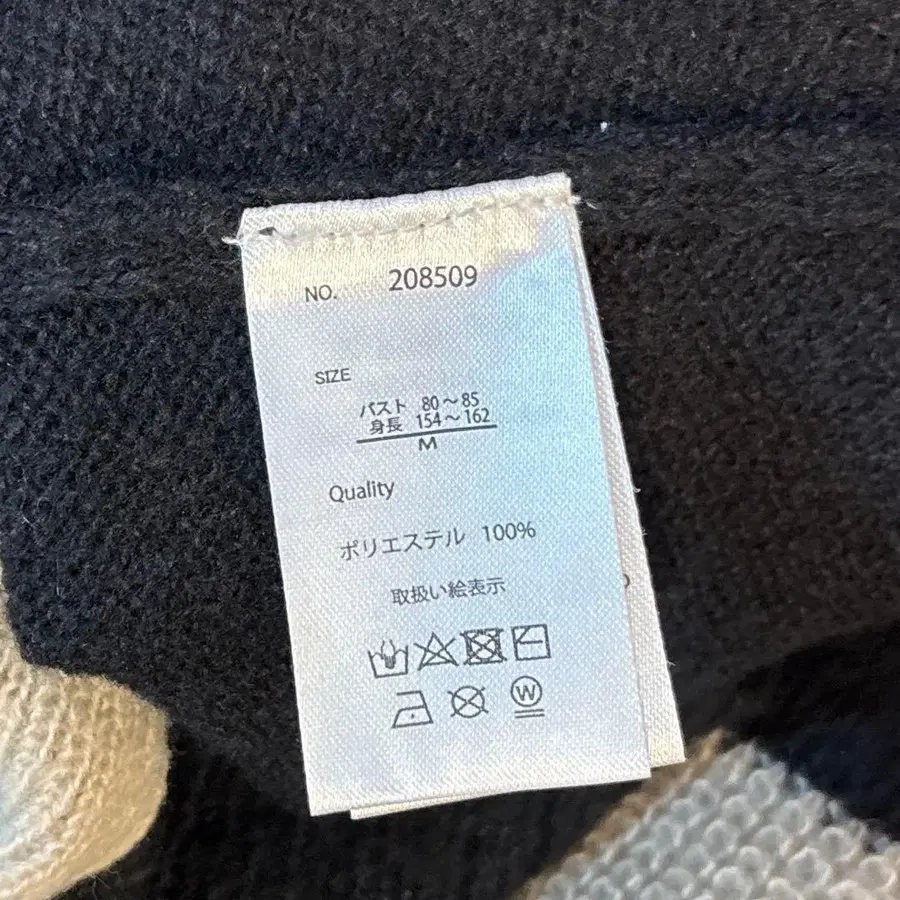 NO. 208509
SIZE
バスト 80～85
身長 154～162
M
Quality
ポリエステル 100%
取扱い絵表示
W